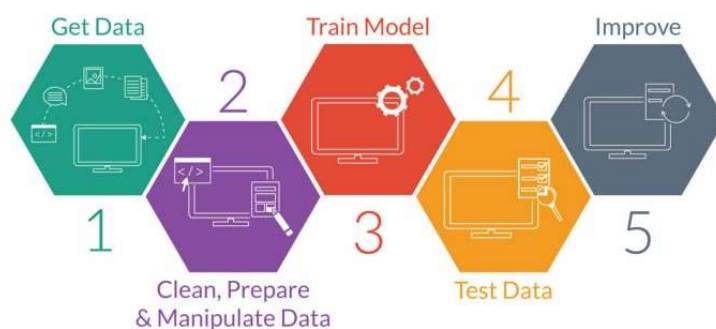 Get Data
1
2
Clean, Prepare
& Manipulate Data
Train Model
3
4
Test Data
Improve
5
</>
</>